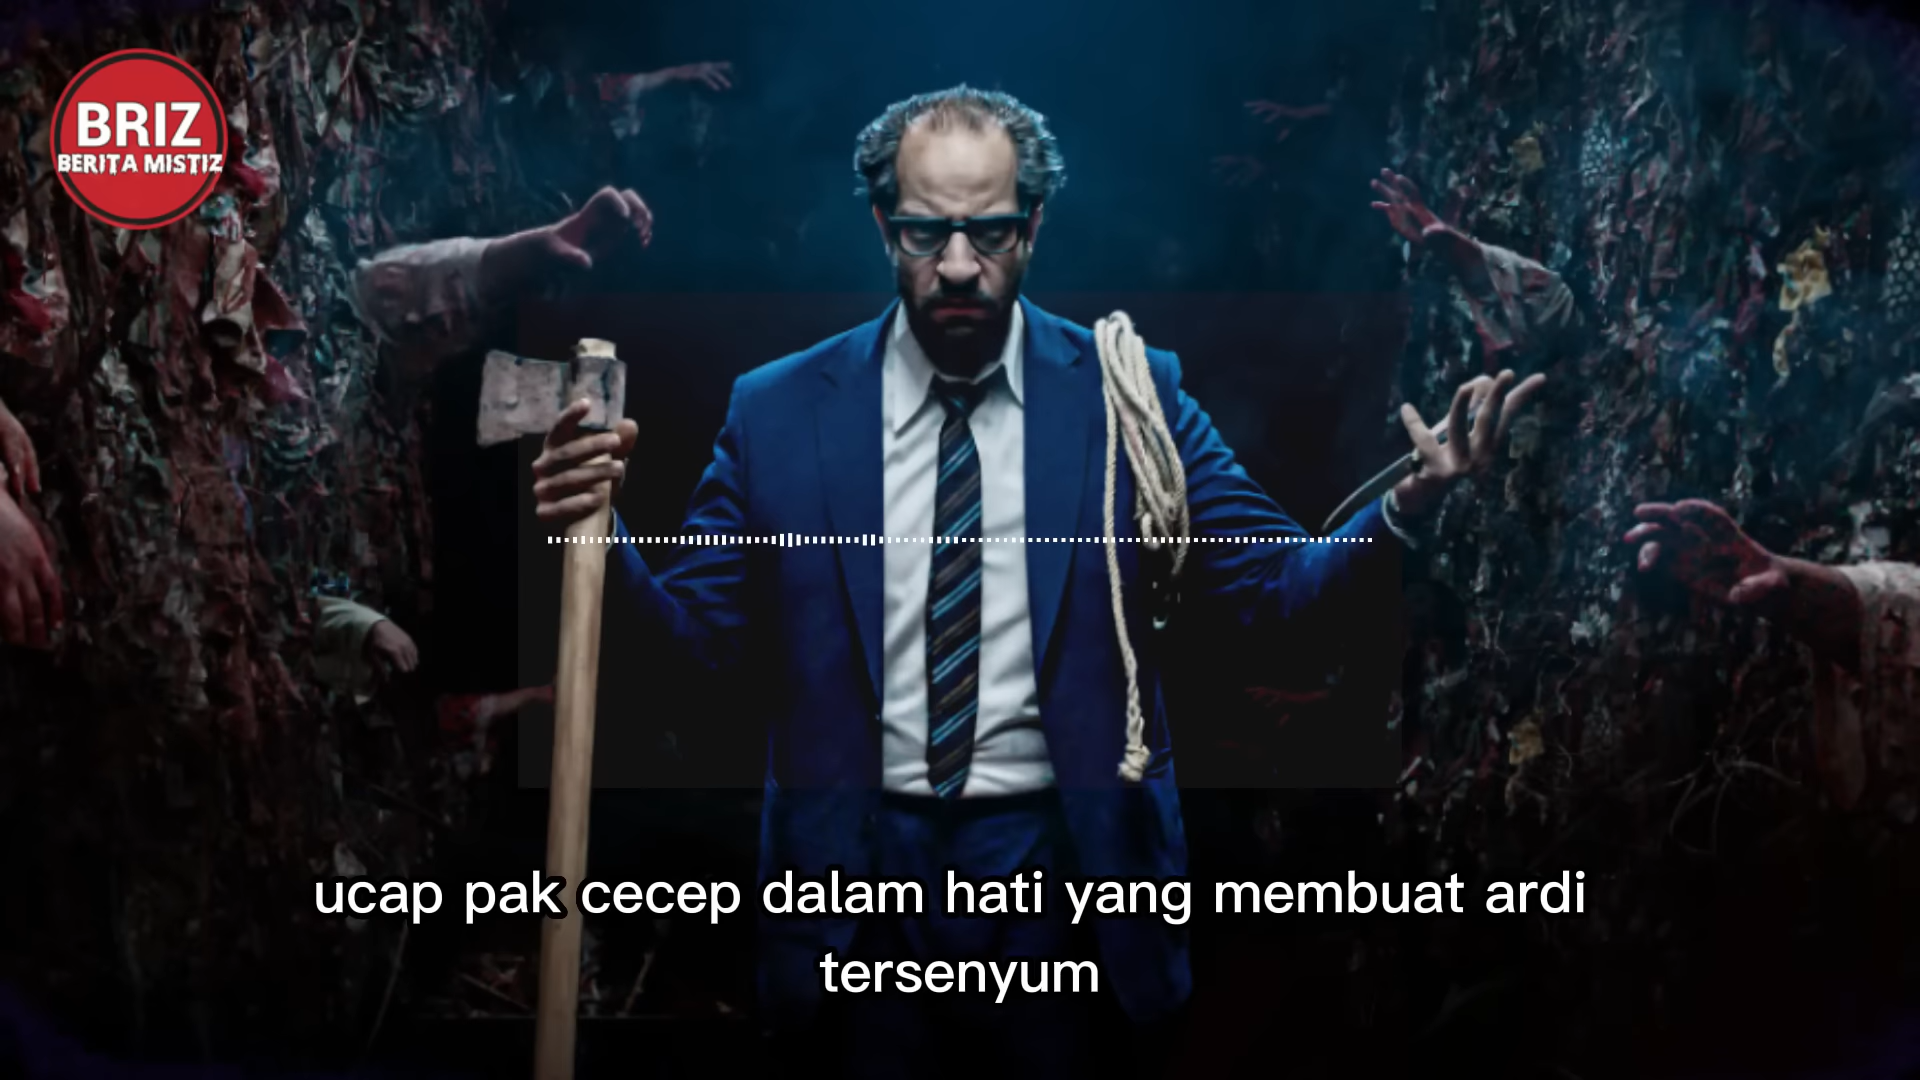 BRIZ
BERITA MISTIZ
ucap pak cecep dalam hati yang membuat ardi
tersenyum